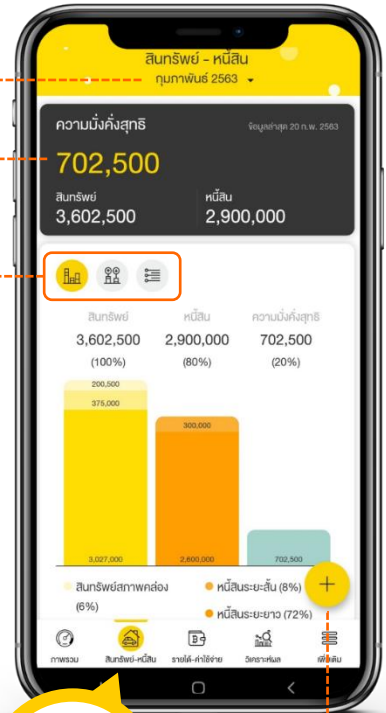 สินทรัพย์ - หนี้สิน
กุมภาพันธ์ 2563
ความมั่งคั่งสุทธิ
ข้อมูลล่าสุด 20 ก.พ. 2563
702,500
สินทรัพย์ หนี้สิน
3,602,500 2,900,000
สินทรัพย์ หนี้สิน ความมั่งคั่งสุทธิ
3,602,500 2,900,000 702,500
(100%) (80%) (20%)
200,500
375,000
300,000
3,027,000 2,600,000 702,500
สินทรัพย์สภาพคล่อง (6%)
หนี้สินระยะสั้น (8%)
หนี้สินระยะยาว (72%)
+
ภาพรวม สินทรัพย์-หนี้สิน รายได้-ค่าใช้จ่าย วิเคราะห์ผล เพิ่มเติม